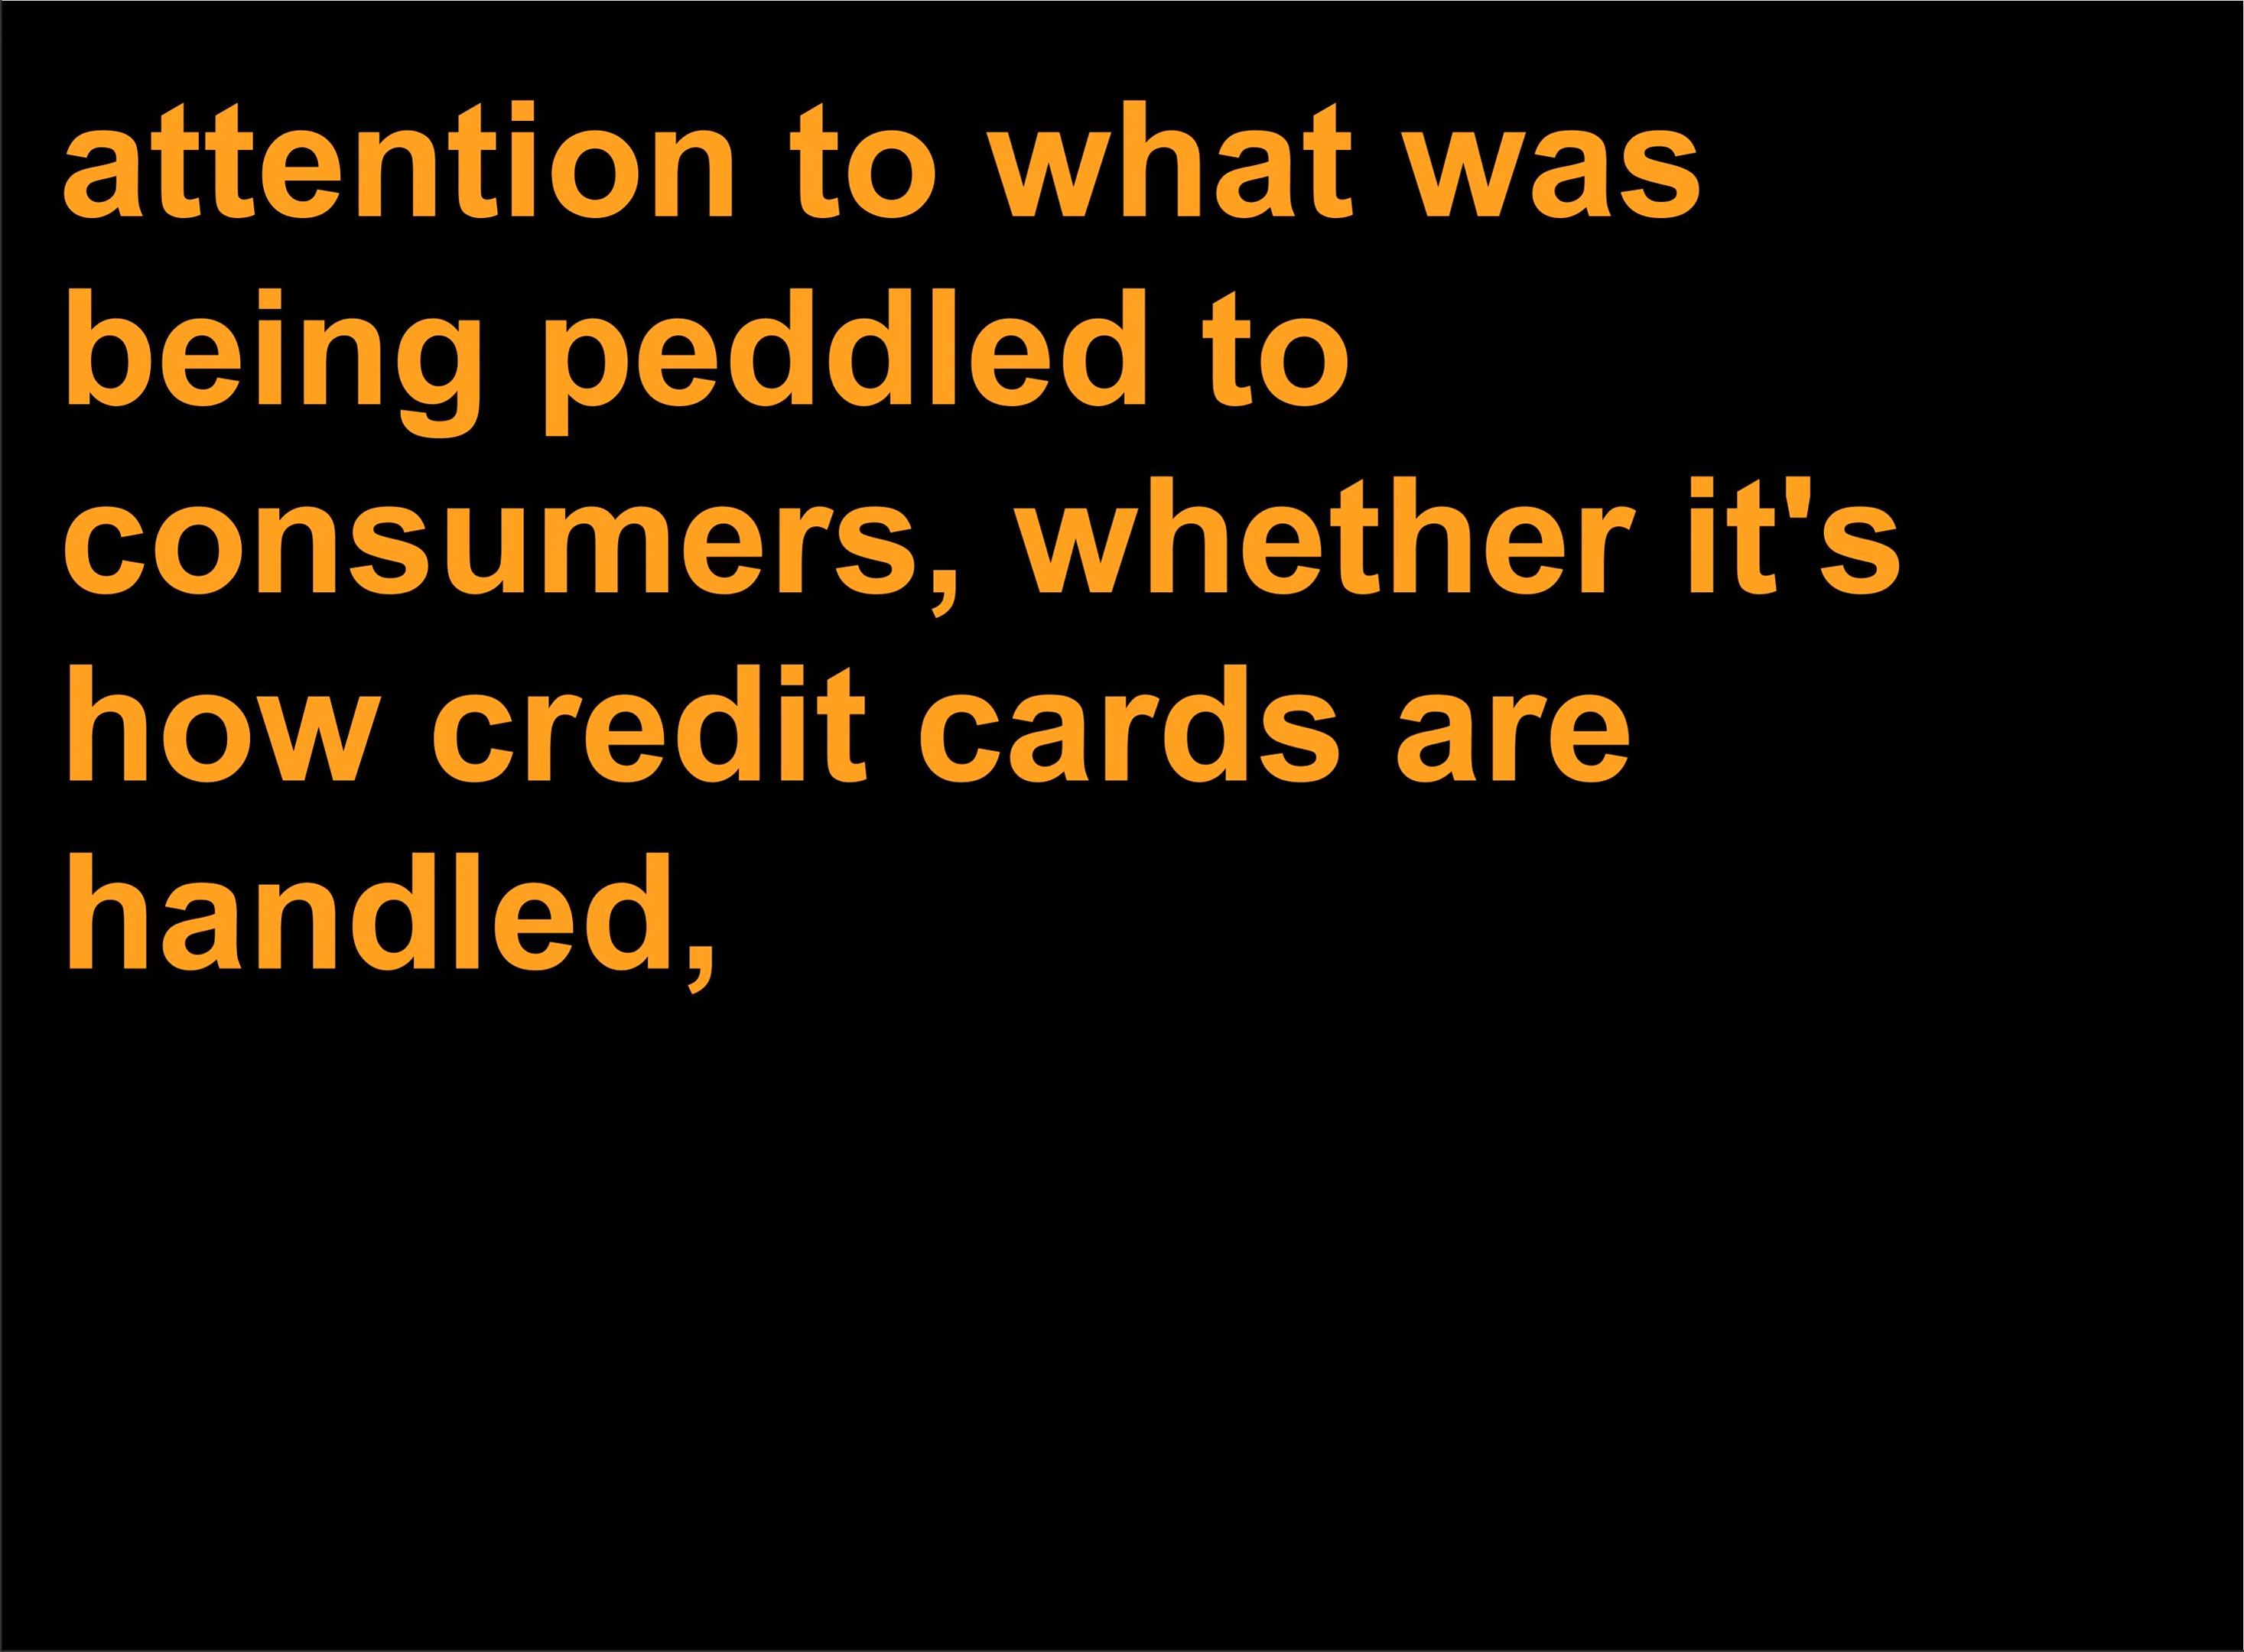 attention to what was
being peddled to
consumers, whether it's
how credit cards are
handled,